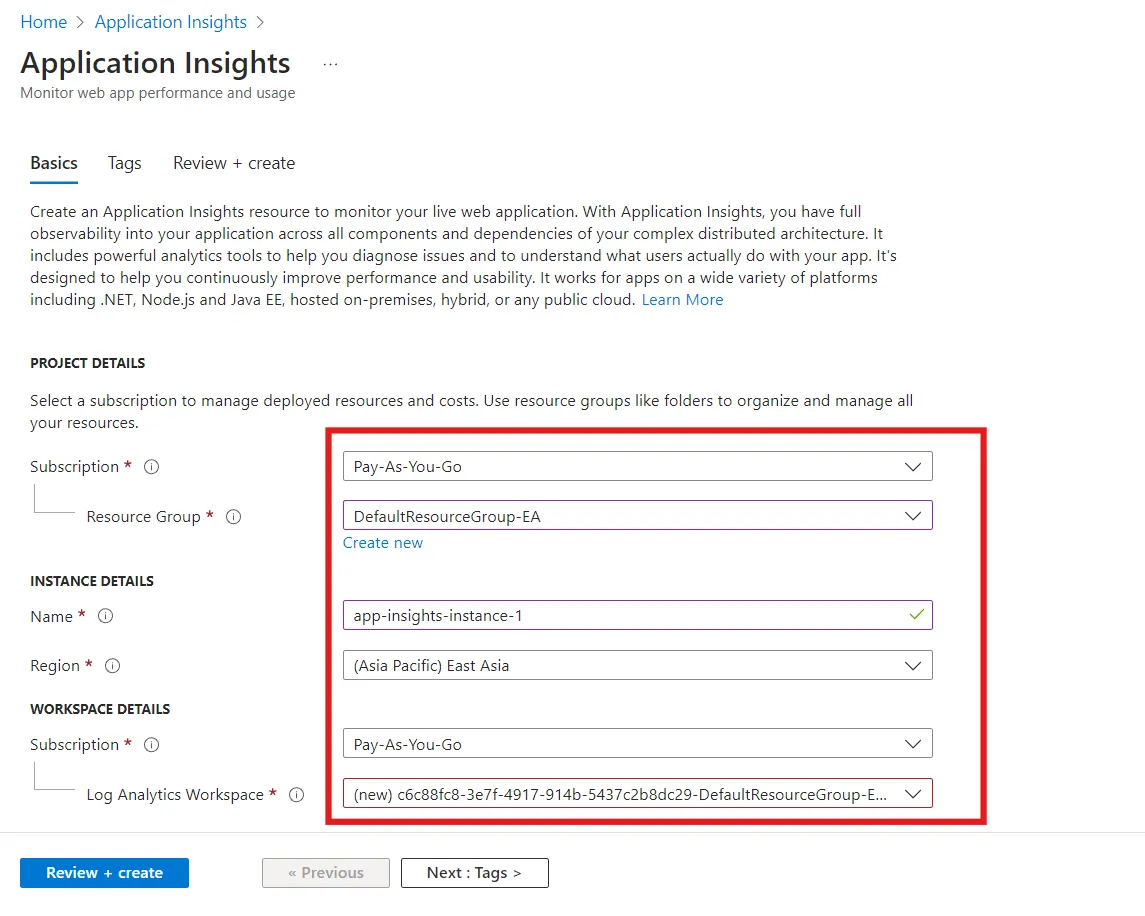 Home > Application Insights >
Application Insights ...
Monitor web app performance and usage
Basics Tags Review + create
Create an Application Insights resource to monitor your live web application. With Application Insights, you have full
observability into your application across all components and dependencies of your complex distributed architecture. It
includes powerful analytics tools to help you diagnose issues and to understand what users actually do with your app. It's
designed to help you continuously improve performance and usability. It works for apps on a wide variety of platforms
including .NET, Node.js and Java EE, hosted on-premises, hybrid, or any public cloud. Learn More
PROJECT DETAILS
Select a subscription to manage deployed resources and costs. Use resource groups like folders to organize and manage all
your resources.
Subscription * Pay-As-You-Go
Resource Group * DefaultResourceGroup-EA
Create new
INSTANCE DETAILS
Name * app-insights-instance-1
Region * (Asia Pacific) East Asia
WORKSPACE DETAILS
Subscription * Pay-As-You-Go
Log Analytics Workspace * (new) c6c88fc8-3e7f-4917-914b-5437c2b8dc29-DefaultResourceGroup-E...
Review + create « Previous Next : Tags >